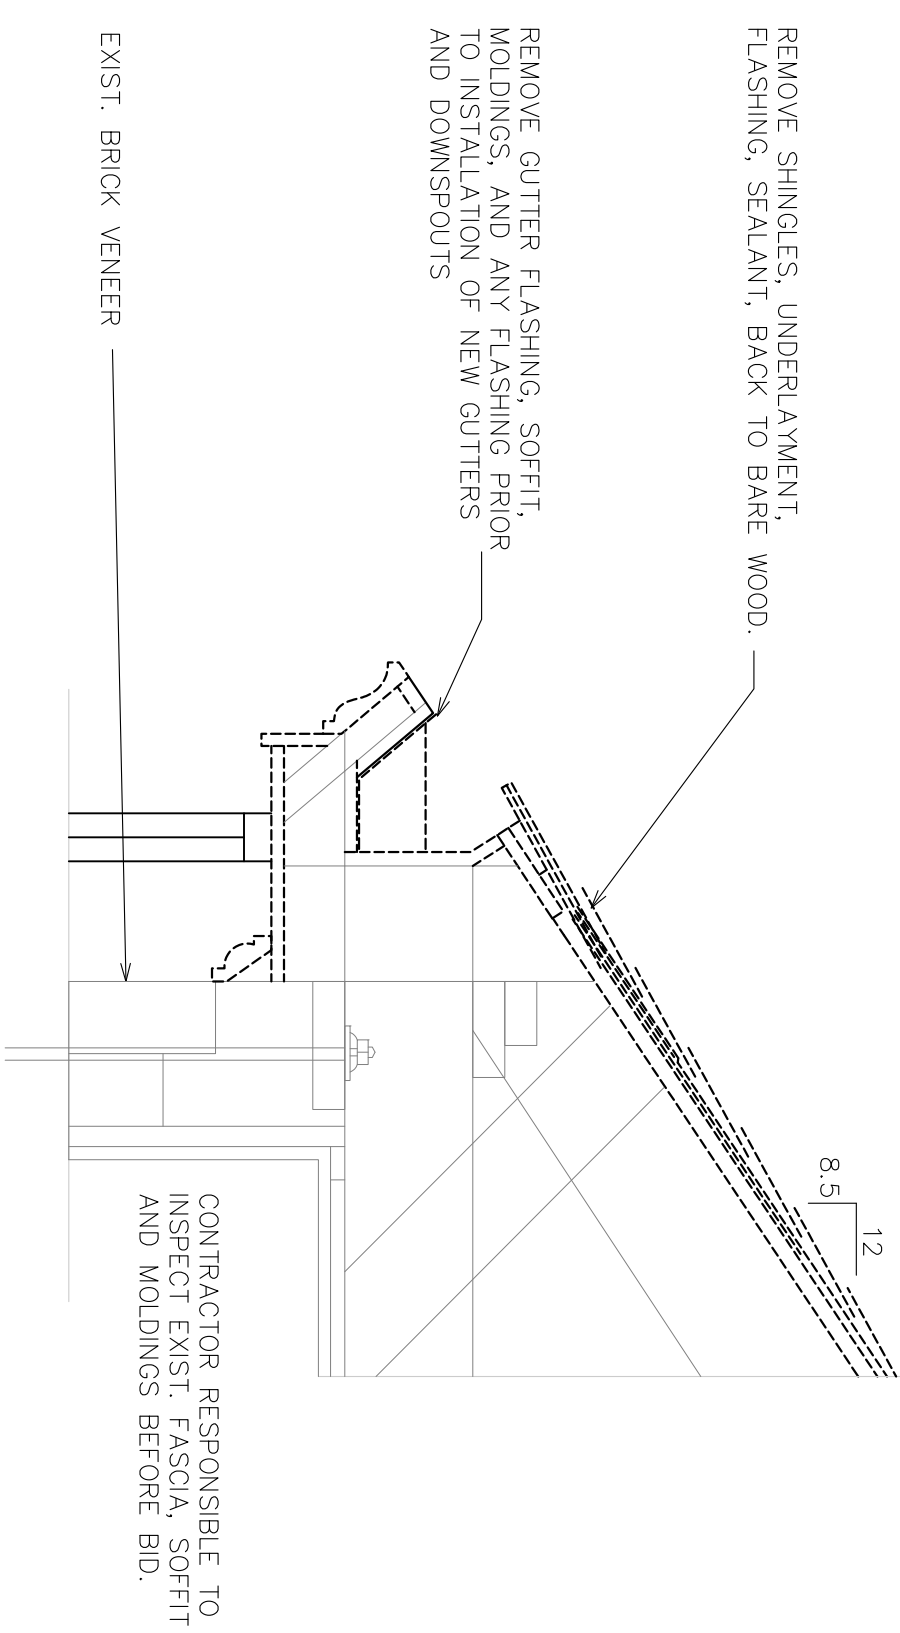 REMOVE SHINGLES, UNDERLAYMENT,
FLASHING, SEALANT, BACK TO BARE WOOD.
REMOVE GUTTER FLASHING, SOFFIT,
MOLDINGS, AND ANY FLASHING PRIOR
TO INSTALLATION OF NEW GUTTERS
AND DOWNSPOUTS
EXIST. BRICK VENEER
12
8.5
CONTRACTOR RESPONSIBLE TO
INSPECT EXIST. FASCIA, SOFFIT
AND MOLDINGS BEFORE BID.